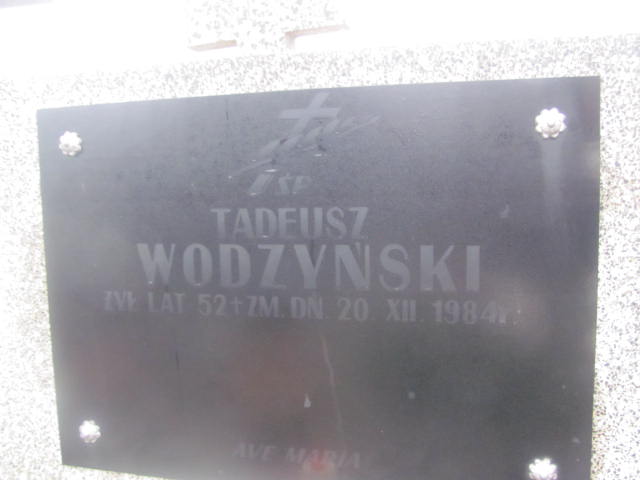 ŚP
TADEUSZ
WODZYŃSKI
ŻYŁ LAT 52 + ZM. DN. 20. XII. 1984r.
AVE MARIA